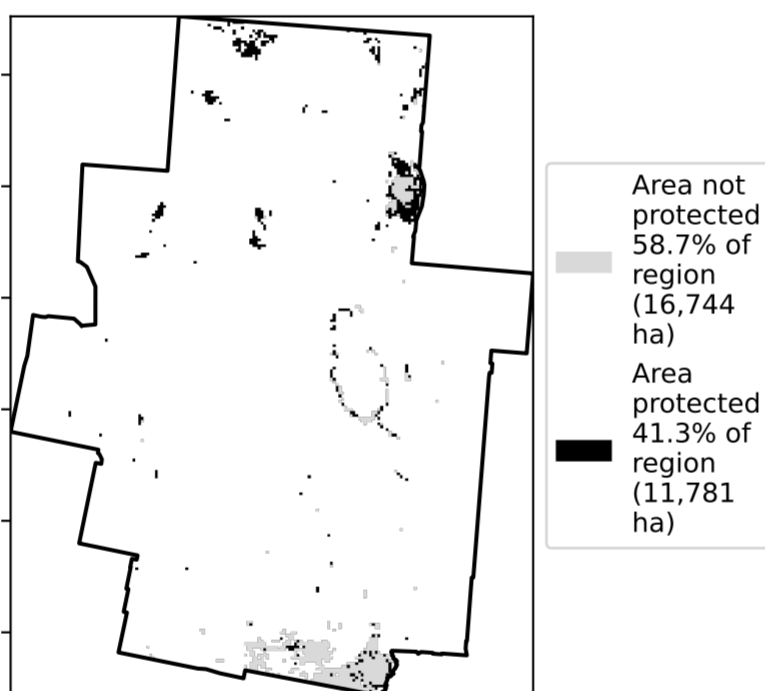 Area not
protected
58.7% of
region
(16,744
ha)
Area
protected
41.3% of
region
(11,781
ha)